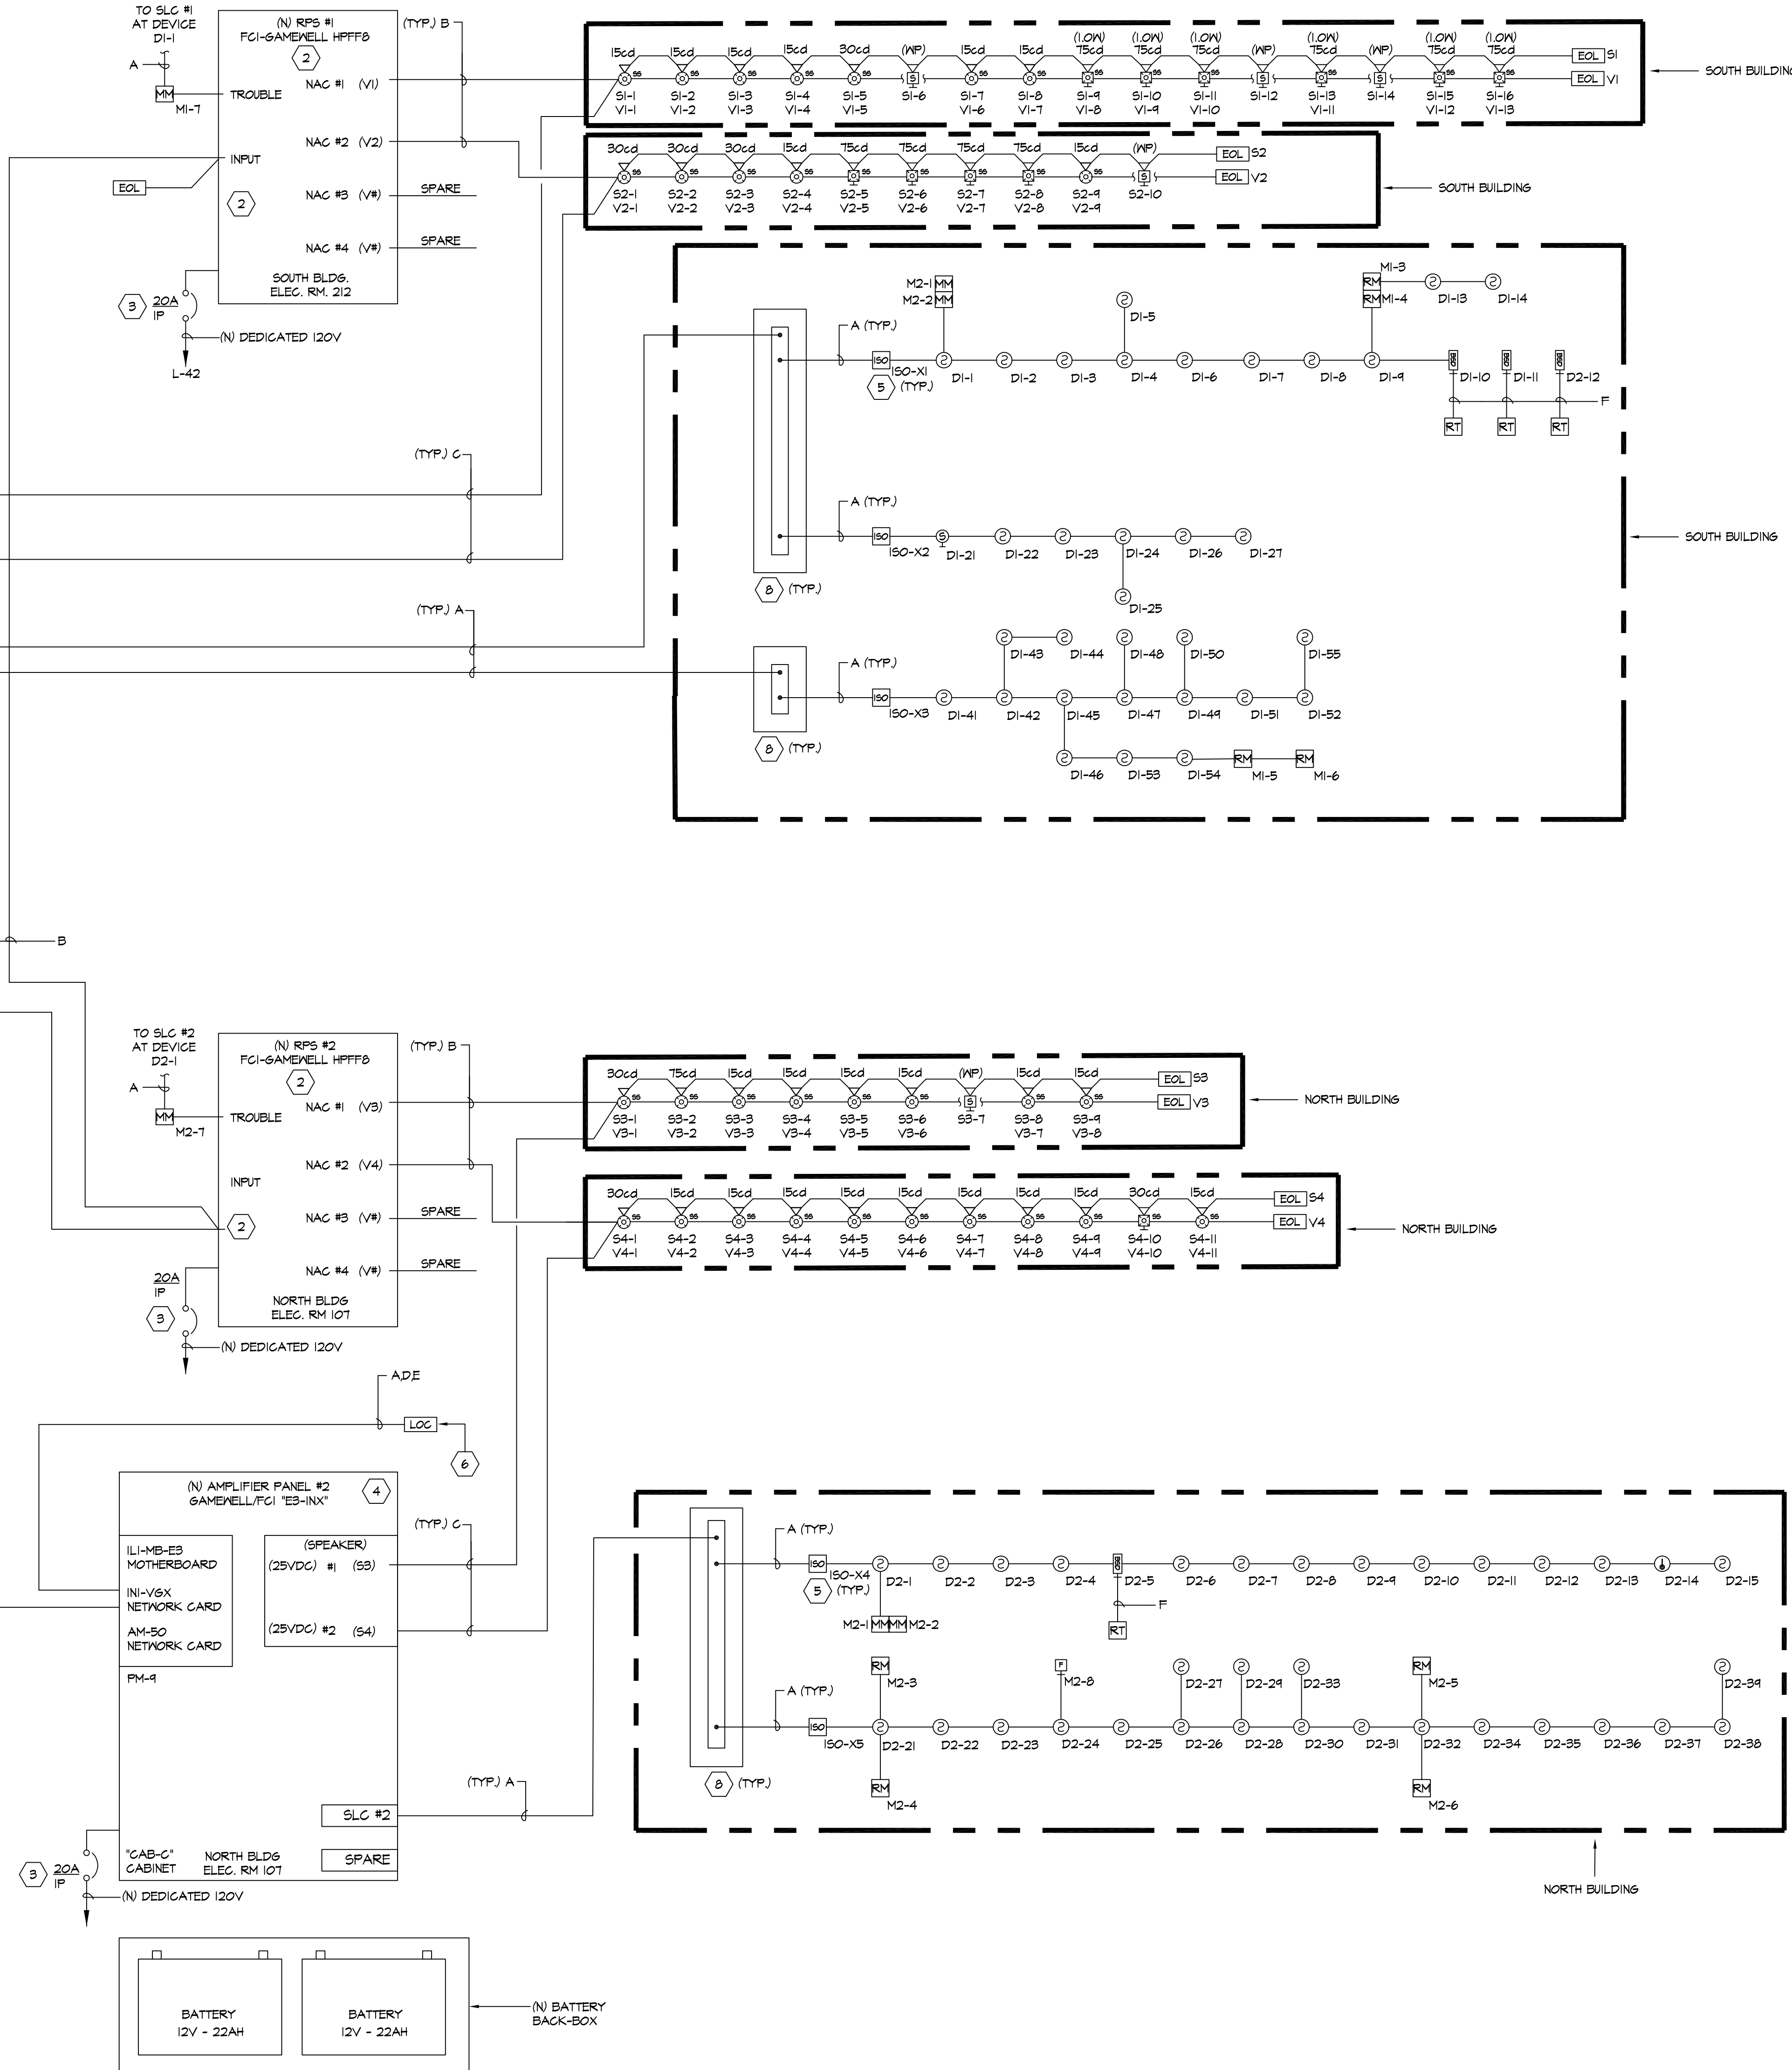 TO SLC #1
AT DEVICE
D1-1
A
MM
M1-7
(N) RPS #1
FCI-GAMEWELL HPFF8
2
NAC #1 (V1)
TROUBLE
NAC #2 (V2)
INPUT
EOL
2
NAC #3 (V#)
SPARE
NAC #4 (V#)
SPARE
SOUTH BLDG.
ELEC. RM. 212
3
20A
1P
(N) DEDICATED 120V
L-42
(TYP.) B
(1.0W) (1.0W) (1.0W) (1.0W) (1.0W) (1.0W)
15cd 15cd 15cd 15cd 30cd (WP) 15cd 15cd 75cd 75cd 75cd (WP) 75cd (WP) 75cd 75cd
EOL S1
EOL V1
S1-1 S1-2 S1-3 S1-4 S1-5 S1-6 S1-7 S1-8 S1-9 S1-10 S1-11 S1-12 S1-13 S1-14 S1-15 S1-16
V1-1 V1-2 V1-3 V1-4 V1-5 V1-6 V1-7 V1-8 V1-9 V1-10 V1-11 V1-12 V1-13
SOUTH BUILDING
30cd 30cd 30cd 15cd 75cd 75cd 75cd 75cd 15cd (WP)
EOL S2
EOL V2
S2-1 S2-2 S2-3 S2-4 S2-5 S2-6 S2-7 S2-8 S2-9 S2-10
V2-1 V2-2 V2-3 V2-4 V2-5 V2-6 V2-7 V2-8 V2-9
SOUTH BUILDING
M2-1 MM
M2-2 MM
D1-5
RM M1-3
RM M1-4
D1-13 D1-14
A (TYP.)
ISO
ISO-X1
5 (TYP.)
D1-1 D1-2 D1-3 D1-4 D1-6 D1-7 D1-8 D1-9 D1-10 D1-11 D2-12
F
RT RT RT
(TYP.) C
A (TYP.)
ISO
ISO-X2 D1-21 D1-22 D1-23 D1-24 D1-26 D1-27
D1-25
8 (TYP.)
SOUTH BUILDING
(TYP.) A
D1-43 D1-44 D1-48 D1-50 D1-55
A (TYP.)
ISO
ISO-X3 D1-41 D1-42 D1-45 D1-47 D1-49 D1-51 D1-52
8 (TYP.)
RM RM
D1-46 D1-53 D1-54 M1-5 M1-6
B
TO SLC #2
AT DEVICE
D2-1
A
MM
M2-7
(N) RPS #2
FCI-GAMEWELL HPFF8
2
NAC #1 (V3)
TROUBLE
NAC #2 (V4)
INPUT
2
NAC #3 (V#)
SPARE
NAC #4 (V#)
SPARE
NORTH BLDG
ELEC. RM 107
20A
1P
3
(N) DEDICATED 120V
(TYP.) B
30cd 75cd 15cd 15cd 15cd 15cd (WP) 15cd 15cd
EOL S3
EOL V3
S3-1 S3-2 S3-3 S3-4 S3-5 S3-6 S3-7 S3-8 S3-9
V3-1 V3-2 V3-3 V3-4 V3-5 V3-6 V3-7 V3-8
NORTH BUILDING
30cd 15cd 15cd 15cd 15cd 15cd 15cd 15cd 15cd 30cd 15cd
EOL S4
EOL V4
S4-1 S4-2 S4-3 S4-4 S4-5 S4-6 S4-7 S4-8 S4-9 S4-10 S4-11
V4-1 V4-2 V4-3 V4-4 V4-5 V4-6 V4-7 V4-8 V4-9 V4-10 V4-11
NORTH BUILDING
A,D,E
LOC
6
(N) AMPLIFIER PANEL #2
GAMEWELL/FCI "E3-INX"
4
ILI-MB-E3
MOTHERBOARD
INI-VGX
NETWORK CARD
AM-50
NETWORK CARD
PM-9
(SPEAKER)
(25VDC) #1 (S3)
(25VDC) #2 (S4)
(TYP.) C
(TYP.) A
SLC #2
SPARE
"CAB-C"
CABINET
NORTH BLDG
ELEC. RM 107
3
20A
1P
(N) DEDICATED 120V
A (TYP.)
ISO
ISO-X4
5 (TYP.)
D2-1 D2-2 D2-3 D2-4 D2-5 D2-6 D2-7 D2-8 D2-9 D2-10 D2-11 D2-12 D2-13 D2-14 D2-15
M2-1 MM MM M2-2
F
RT
RM M2-3
F M2-8
D2-27 D2-29 D2-33
RM M2-5
D2-39
A (TYP.)
ISO
ISO-X5 D2-21 D2-22 D2-23 D2-24 D2-25 D2-26 D2-28 D2-30 D2-31 D2-32 D2-34 D2-35 D2-36 D2-37 D2-38
8 (TYP.)
RM M2-4
RM M2-6
NORTH BUILDING
BATTERY
12V - 22AH
BATTERY
12V - 22AH
(N) BATTERY
BACK-BOX